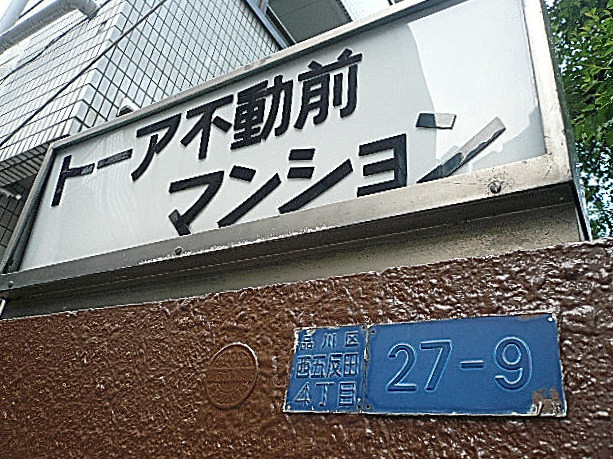 トーア不動前
マンション
品川区
西五反田
4丁目
27-9